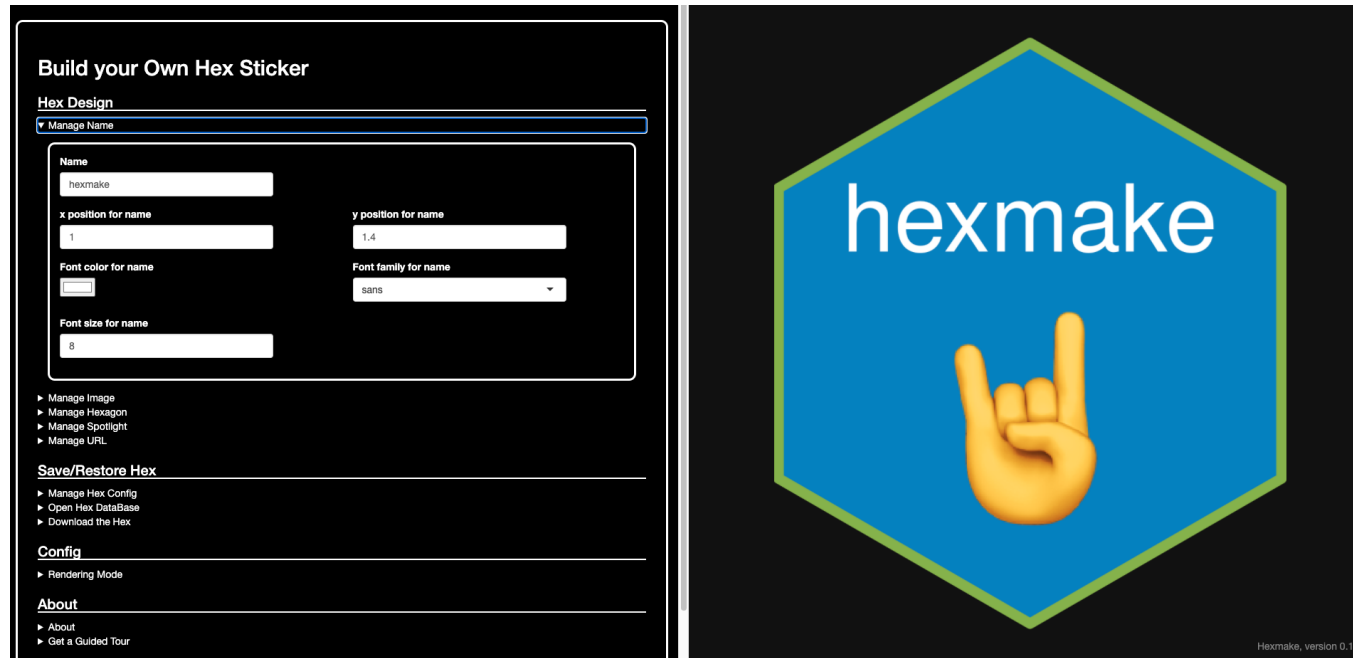 Build your Own Hex Sticker
Hex Design
Manage Name
Name
hexmake
x position for name
y position for name
1
1.4
Font color for name
Font family for name
sans
Font size for name
8
Manage Image
Manage Hexagon
Manage Spotlight
Manage URL
Save/Restore Hex
Manage Hex Config
Open Hex DataBase
Download the Hex
Config
Rendering Mode
About
About
Get a Guided Tour
hexmake
Hexmake, version 0.1